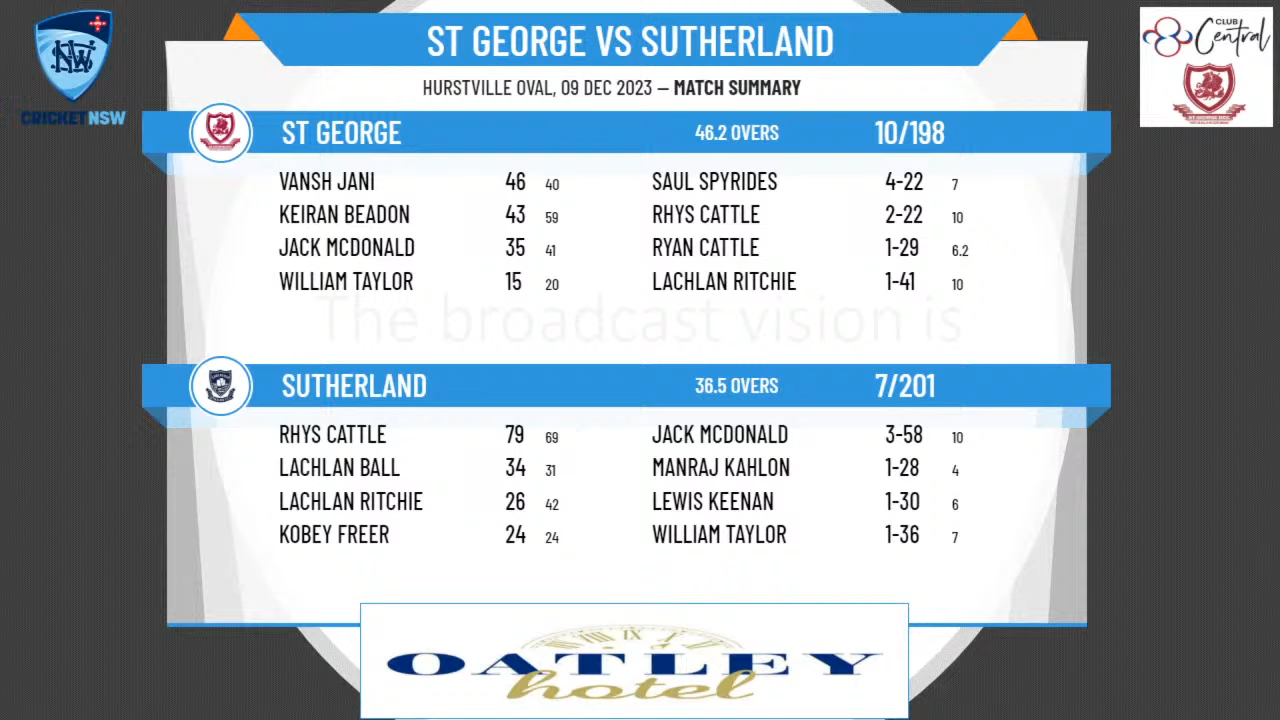 CRICKET NSW
ST GEORGE VS SUTHERLAND
CLUB
Central
HURSTVILLE OVAL, 09 DEC 2023 – MATCH SUMMARY
ST GEORGE 46.2 OVERS 10/198
VANSH JANI 46 40 SAUL SPYRIDES 4-22 7
KEIRAN BEADON 43 59 RHYS CATTLE 2-22 10
JACK MCDONALD 35 41 RYAN CATTLE 1-29 6.2
WILLIAM TAYLOR 15 20 LACHLAN RITCHIE 1-41 10
The broadcast vision is
SUTHERLAND 36.5 OVERS 7/201
RHYS CATTLE 79 69 JACK MCDONALD 3-58 10
LACHLAN BALL 34 31 MANRAJ KAHLON 1-28 4
LACHLAN RITCHIE 26 42 LEWIS KEENAN 1-30 6
KOBEY FREER 24 24 WILLIAM TAYLOR 1-36 7
OATLEY
hotel